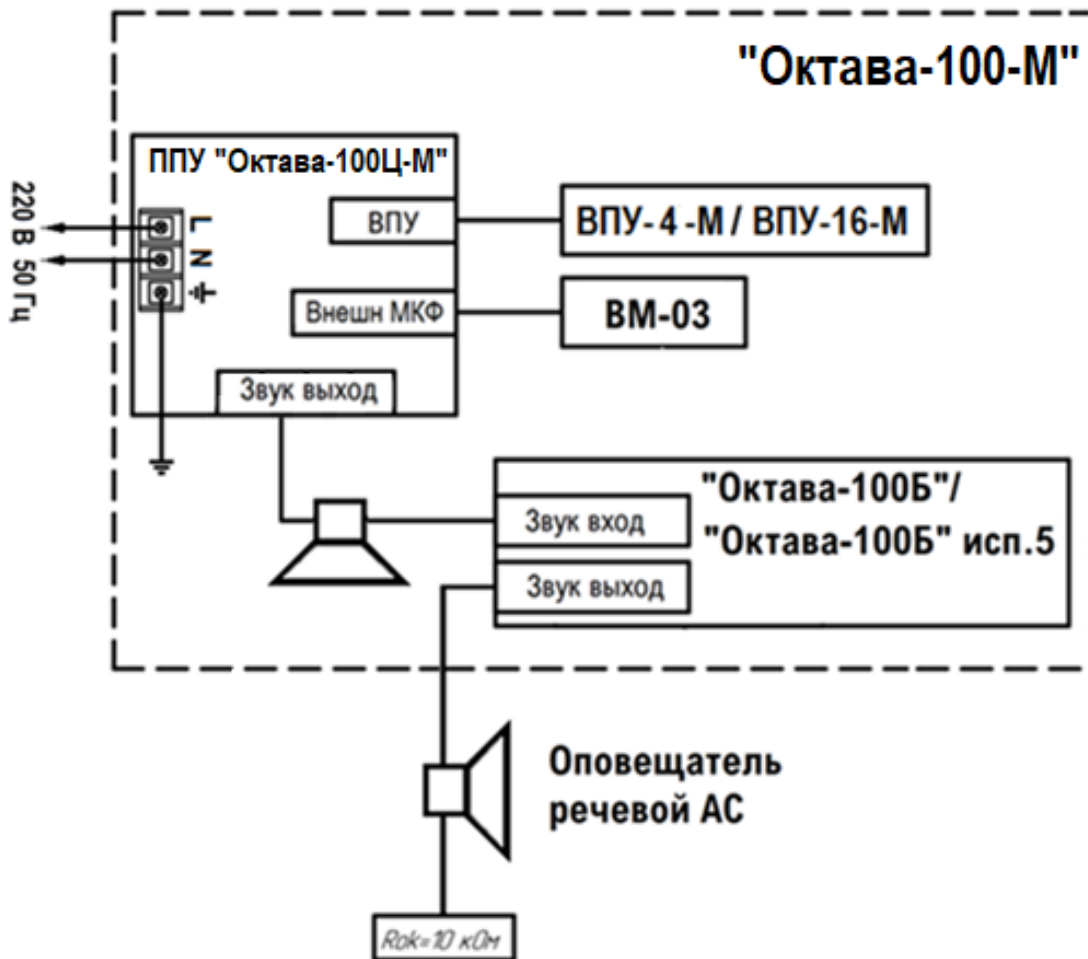 "Октава-100-М"
ППУ "Октава-100Ц-М"
220 В 50 Гц
L
N
ВПУ
ВПУ- 4 -М / ВПУ-16-М
Внешн МКФ
ВМ-03
Звук выход
"Октава-100Б"/
"Октава-100Б" исп.5
Звук вход
Звук выход
Оповещатель
речевой АС
Rok=10 кОм